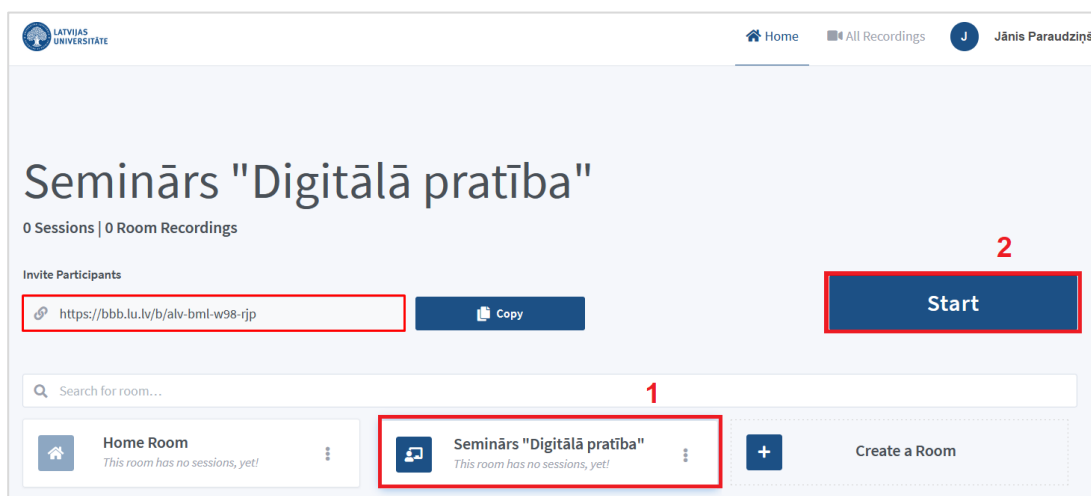 LATVIJAS
UNIVERSITĀTE
Home
All Recordings
J
Jānis Paraudziņš
Seminārs "Digitālā pratība"
0 Sessions | 0 Room Recordings
2
Invite Participants
Start
https://bbb.lu.lv/b/alv-bml-w98-rjp
Copy
Search for room…
1
Home Room
This room has no sessions, yet!
Seminārs "Digitālā pratība"
This room has no sessions, yet!
Create a Room